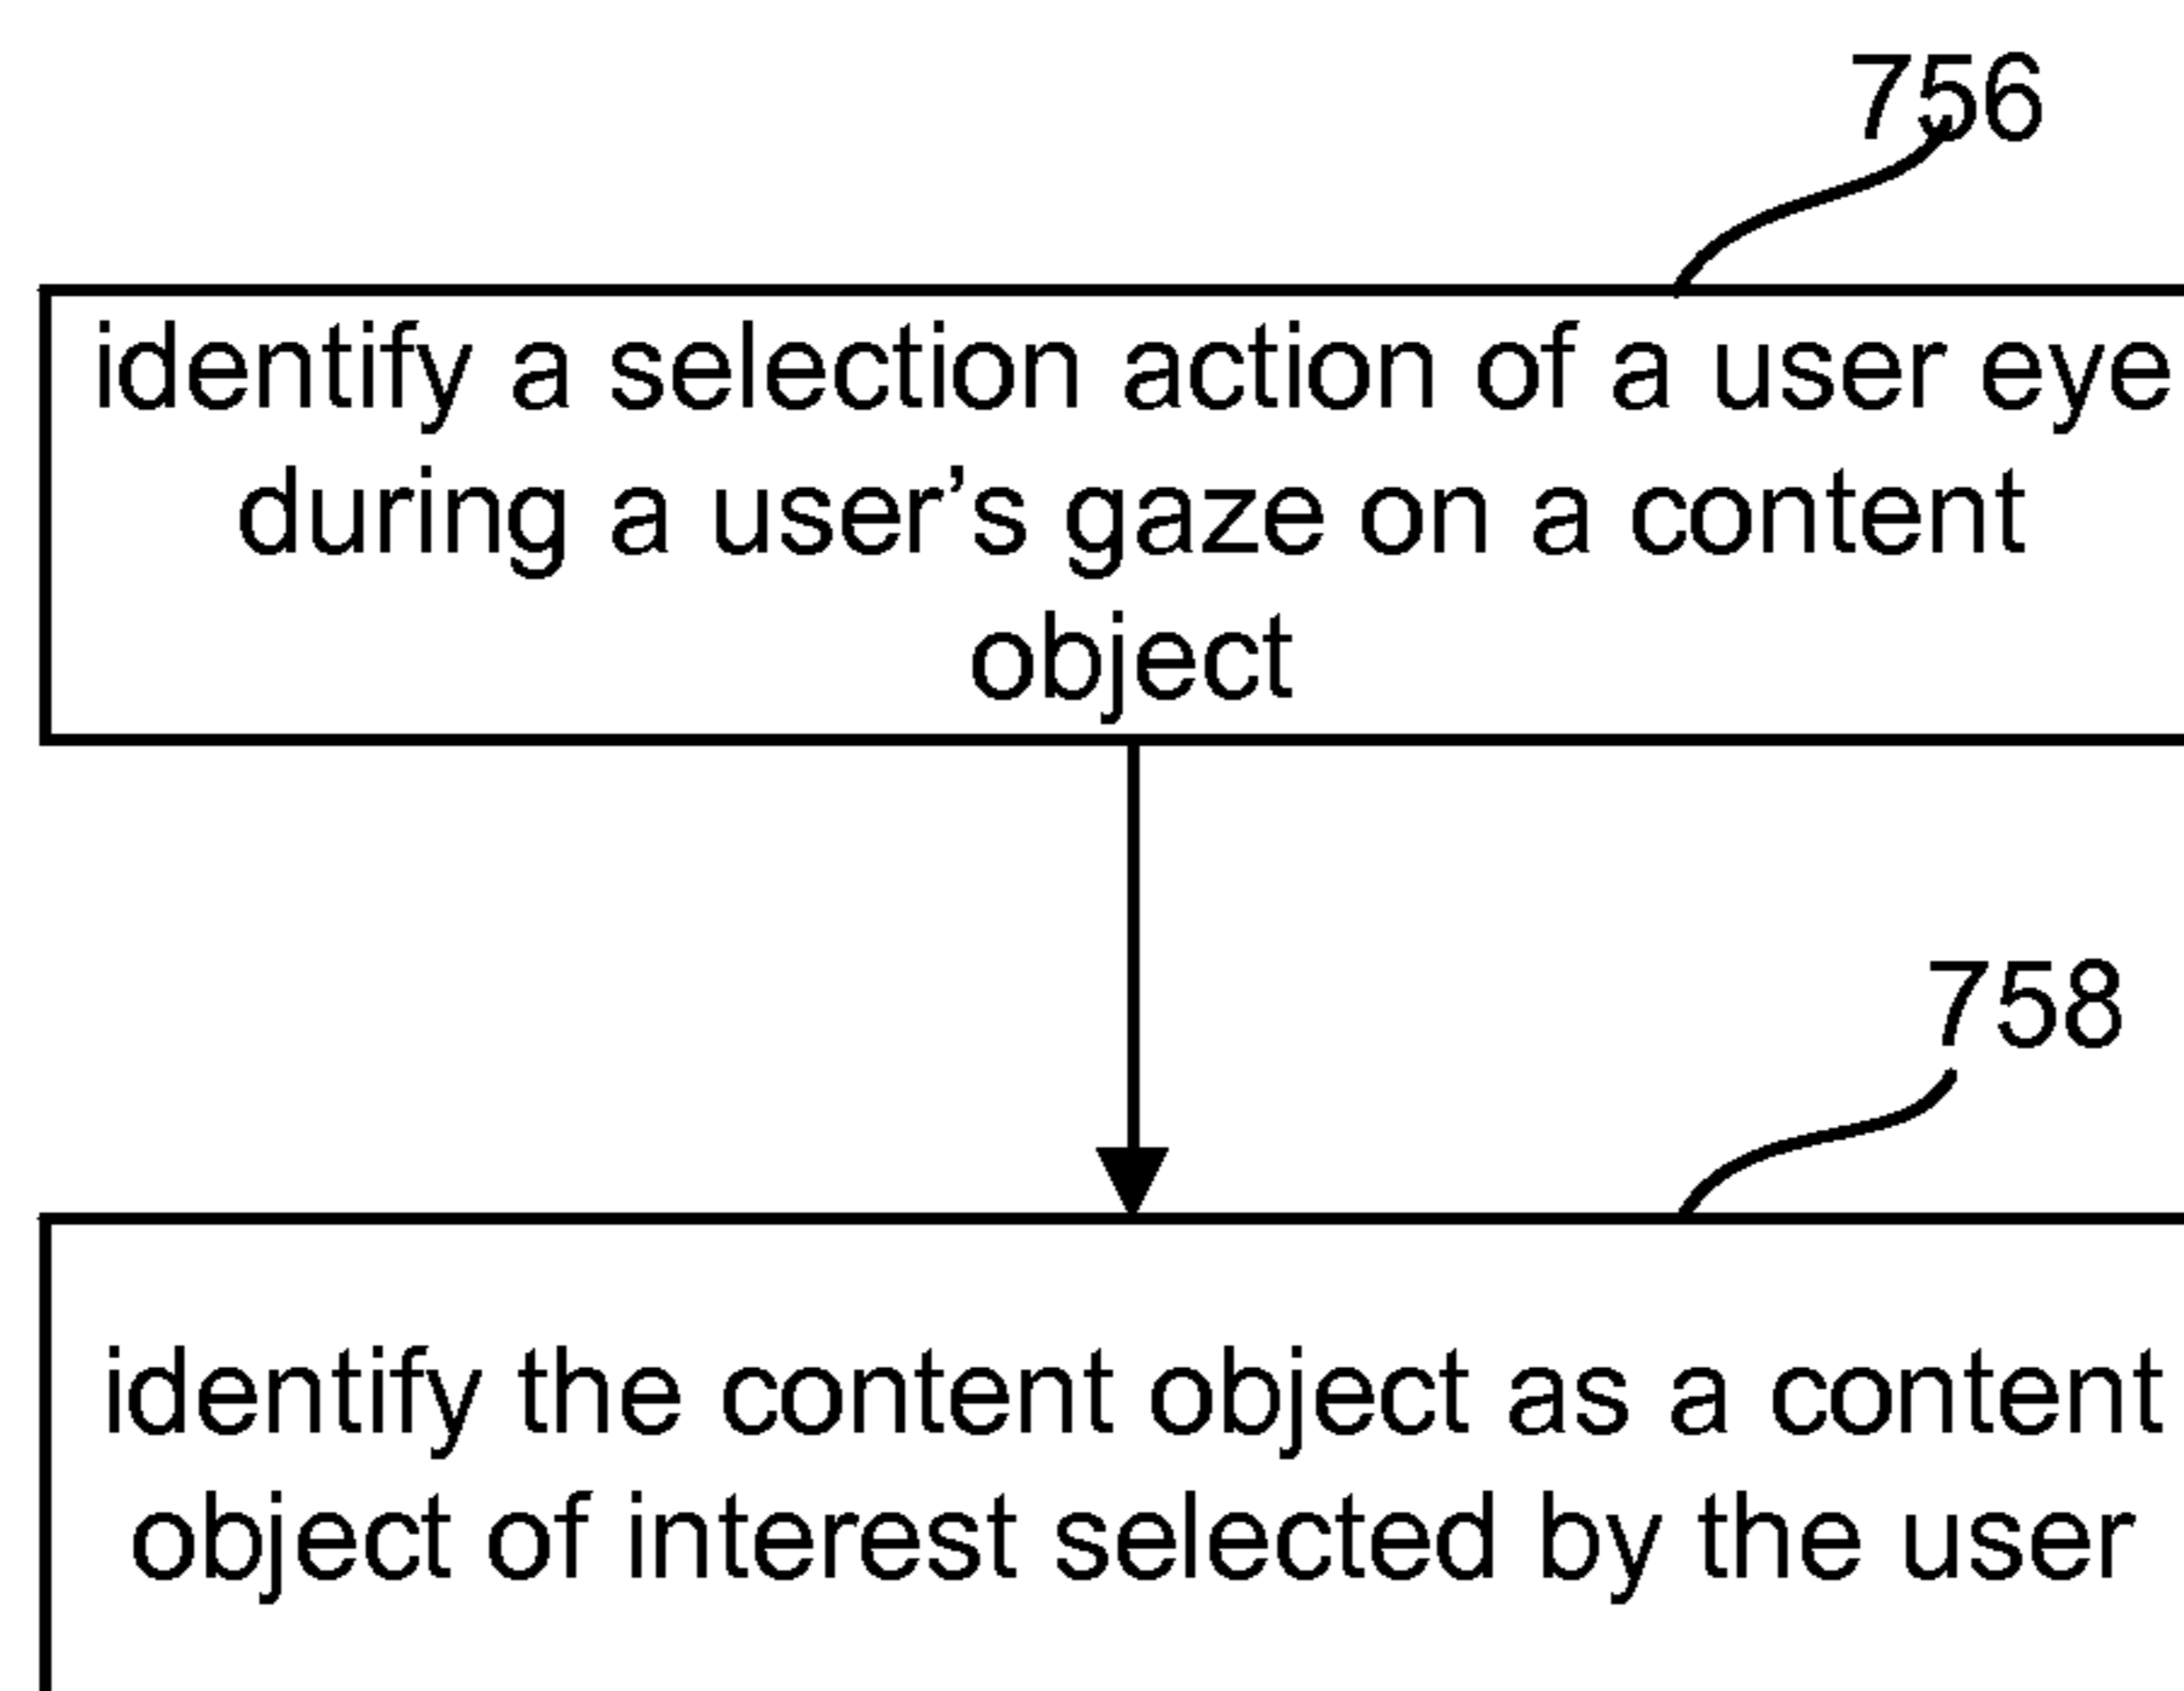 756
identify a selection action of a user eye
during a user’s gaze on a content
object
758
identify the content object as a content
object of interest selected by the user